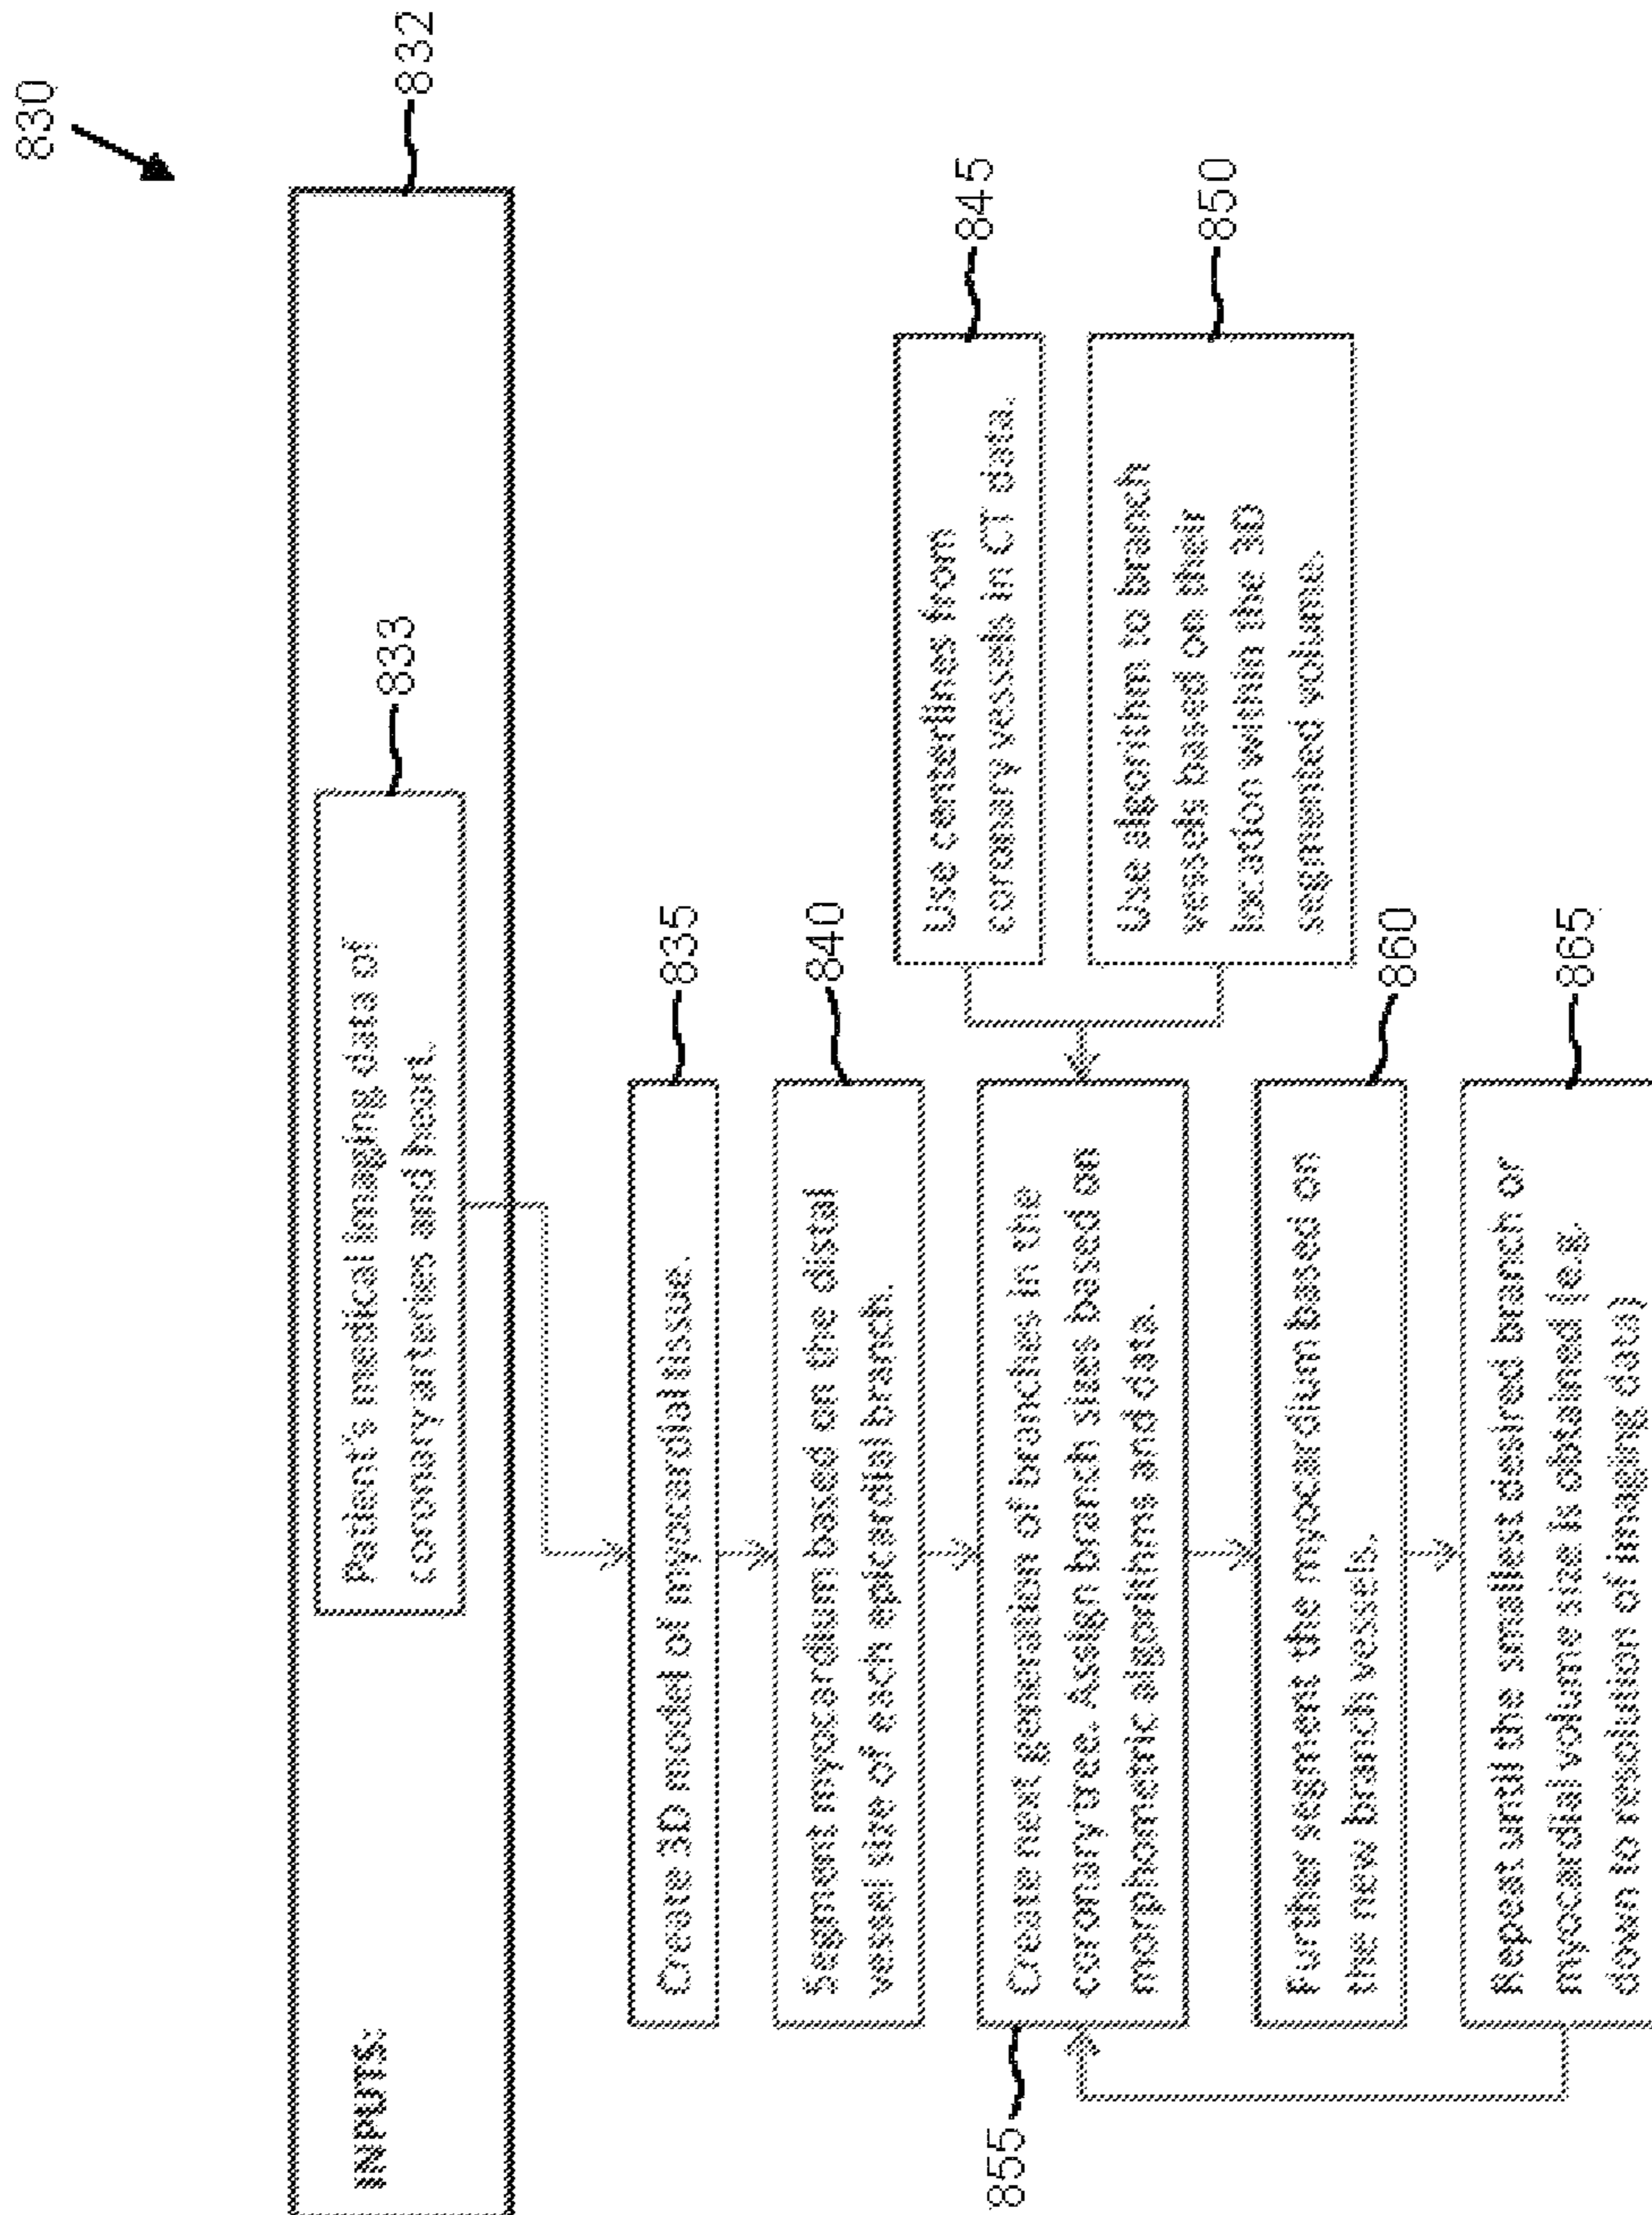 830
832
INPUTS:
833
Patient's medical imaging data of
coronary arteries and heart.
835
Create 3D model of myocardial tissue.
840
Segment myocardium based on the distal
vessel size of each epicardial branch.
845
Use centerlines from
coronary vessels in CT data.
855
Create next generation of branches in the
coronary tree. Assign branch sizes based on
morphometric algorithms and data.
850
Use algorithm to branch
vessels based on their
location within the 3D
segmented volume.
860
Further segment the myocardium based on
the new branch vessels.
865
Repeat until the smallest desired branch or
myocardial volume size is obtained (e.g.
down to resolution of imaging data)